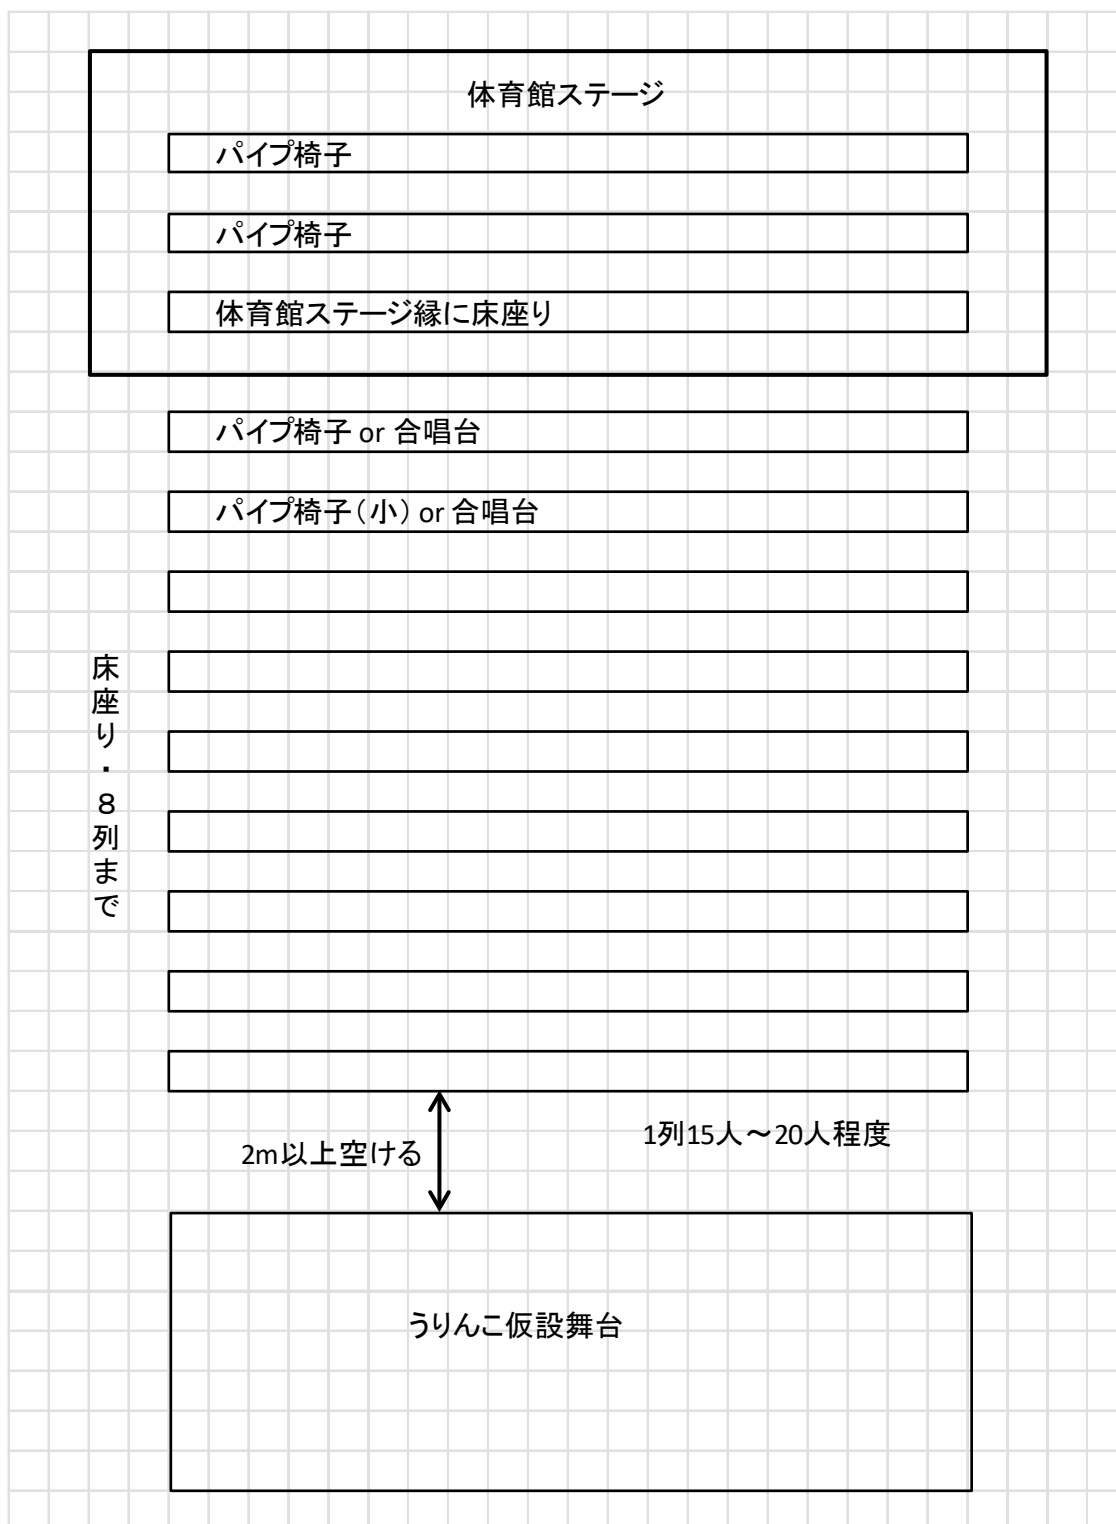 体育館ステージ
パイプ椅子
パイプ椅子
体育館ステージ縁に床座り
パイプ椅子 or 合唱台
パイプ椅子（小） or 合唱台
床座り・８列まで
1列15人～20人程度
2m以上空ける
うりんこ仮設舞台